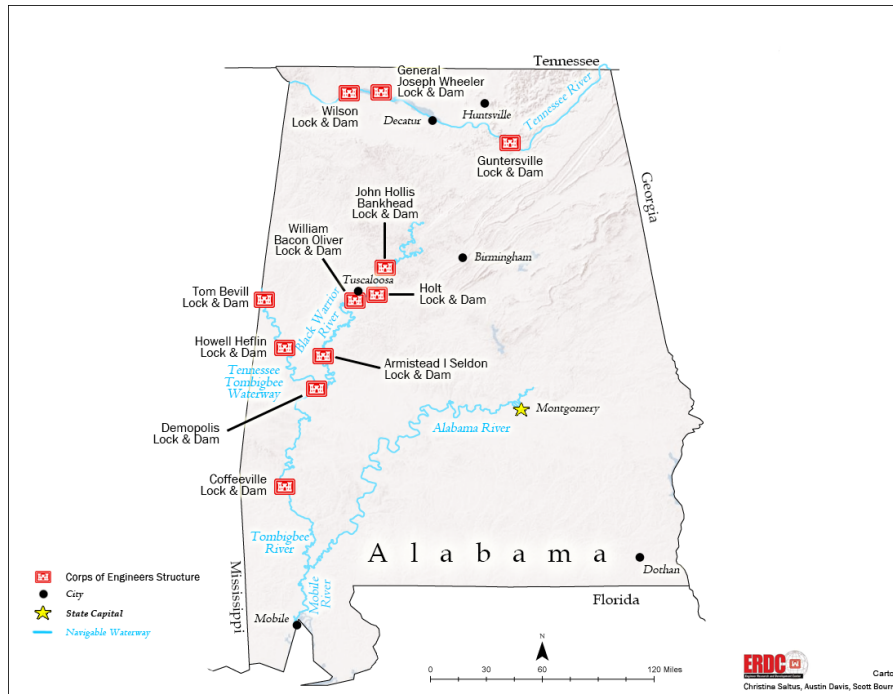 Tennessee
General
Joseph Wheeler
Lock & Dam
Wilson
Lock & Dam
Decatur
Huntsville
Tennessee River
Guntersville
Lock & Dam
Georgia
John Hollis
Bankhead
Lock & Dam
William
Bacon Oliver
Lock & Dam
Birmingham
Tuscaloosa
Tom Bevill
Lock & Dam
Holt
Lock & Dam
Black Warrior
River
Howell Heflin
Lock & Dam
Armistead I Seldon
Lock & Dam
Tennessee
Tombigbee
Waterway
Demopolis
Lock & Dam
Montgomery
Alabama River
Coffeeville
Lock & Dam
Tombigbee
River
Alabama
Mississippi
Mobile
River
Dothan
Florida
Mobile
Corps of Engineers Structure
City
State Capital
Navigable Waterway
N
0 30 60 120 Miles
ERDC
Carto
Christina Saltus, Austin Davis, Scott Bourn